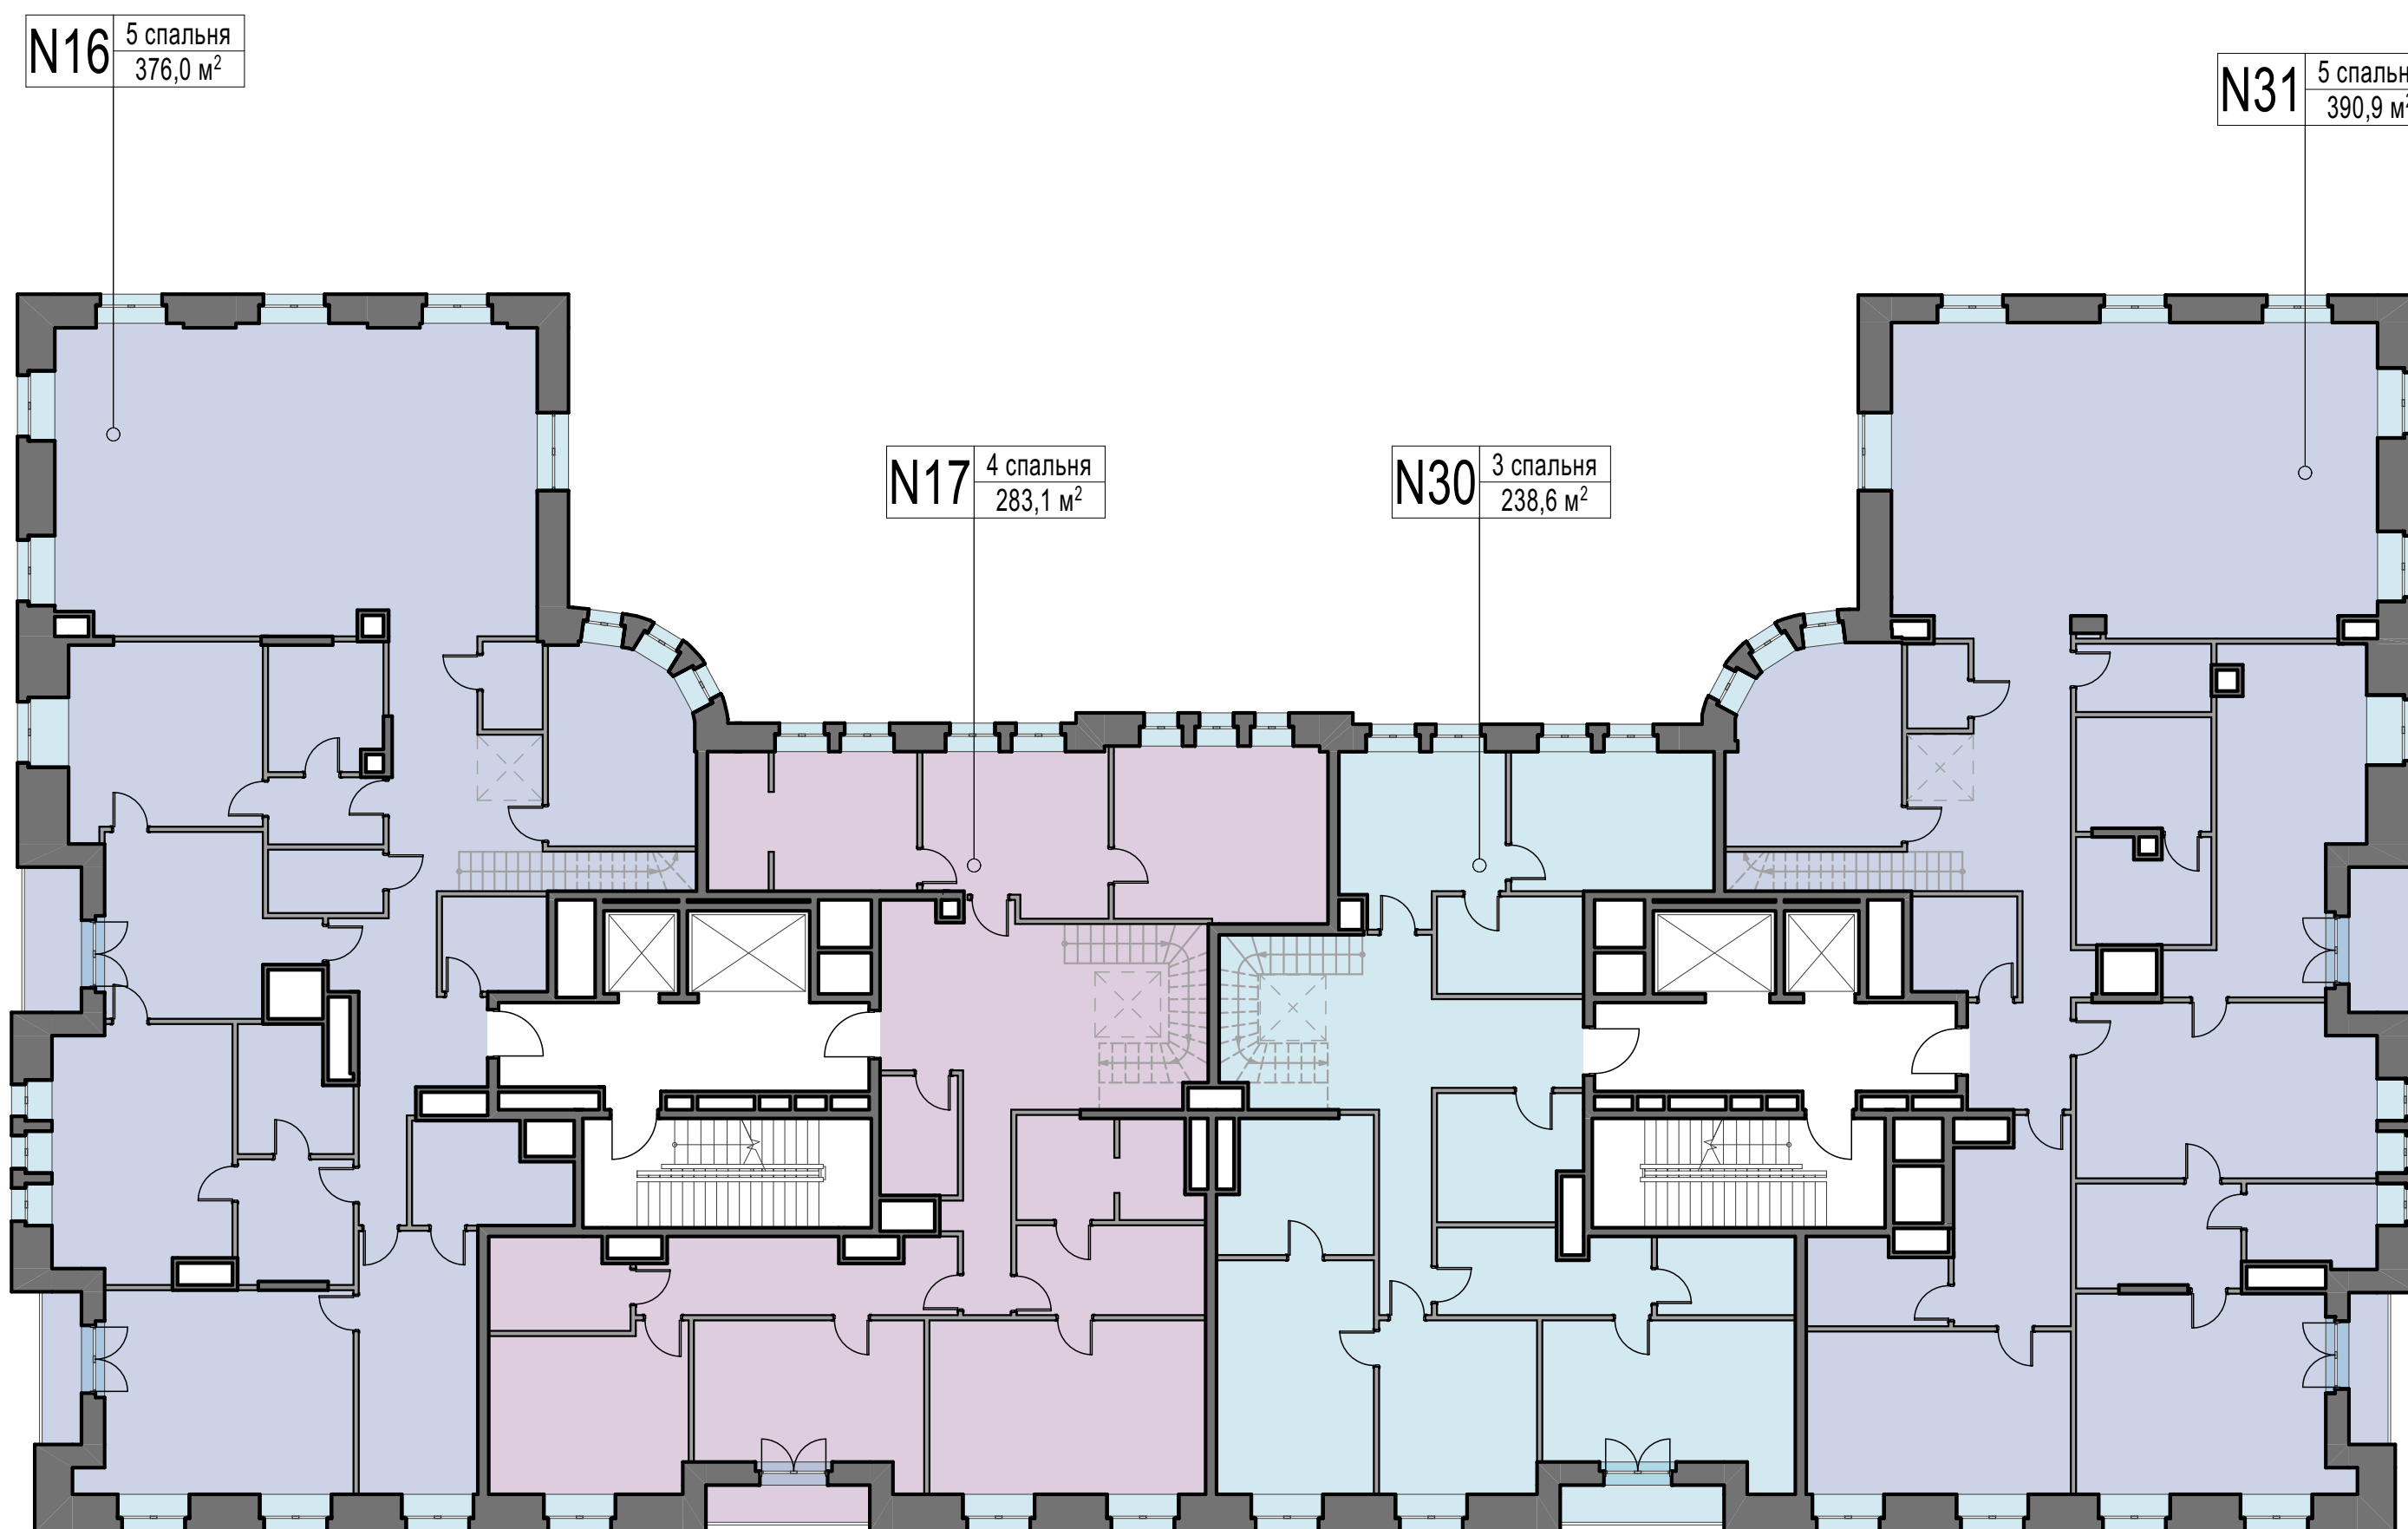 N16
5 спальня
376,0 м²
N31
5 спальн
390,9 м²
N17
4 спальня
283,1 м²
N30
3 спальня
238,6 м²